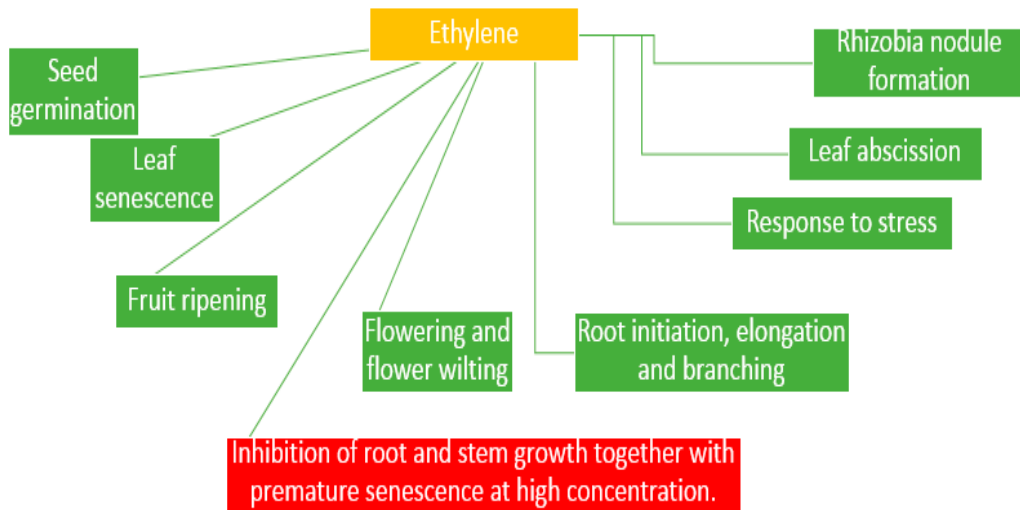 Ethylene
Seed
germination
Leaf
senescence
Fruit ripening
Flowering and
flower wilting
Inhibition of root and stem growth together with
premature senescence at high concentration.
Root initiation, elongation
and branching
Response to stress
Leaf abscission
Rhizobia nodule
formation